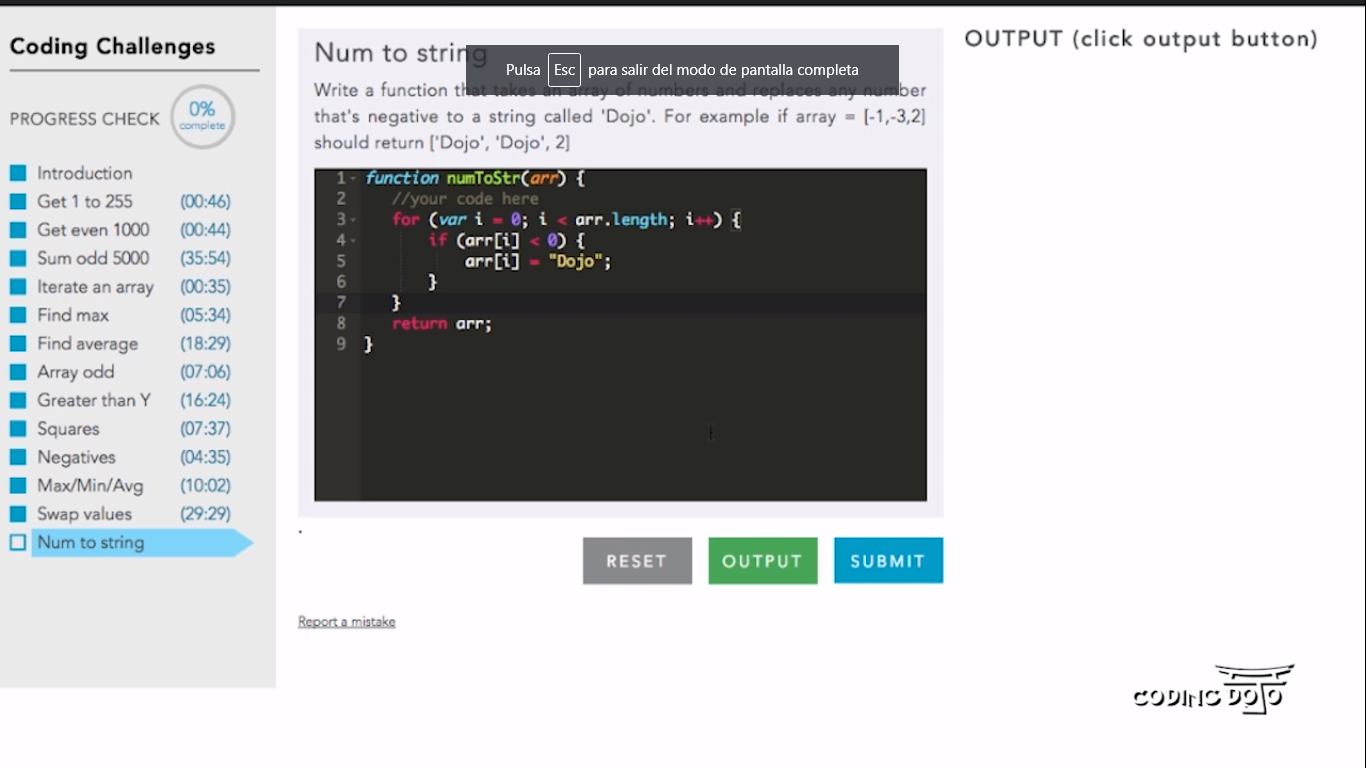 Coding Challenges
PROGRESS CHECK
0%
complete
Introduction
Get 1 to 255 (00:46)
Get even 1000 (00:44)
Sum odd 5000 (35:54)
Iterate an array (00:35)
Find max (05:34)
Find average (18:29)
Array odd (07:06)
Greater than Y (16:24)
Squares (07:37)
Negatives (04:35)
Max/Min/Avg (10:02)
Swap values (29:29)
Num to string
Num to string
Pulsa Esc para salir del modo de pantalla completa
Write a function that takes an array of numbers and replaces any number
that's negative to a string called 'Dojo'. For example if array = [-1,-3,2]
should return ['Dojo', 'Dojo', 2]
1 function numToStr(arr) {
2 //your code here
3 for (var i = 0; i < arr.length; i++) {
4 if (arr[i] < 0) {
5 arr[i] = "Dojo";
6 }
7 }
8 return arr;
9 }
RESET OUTPUT SUBMIT
Report a mistake
OUTPUT (click output button)
CODING DOJO